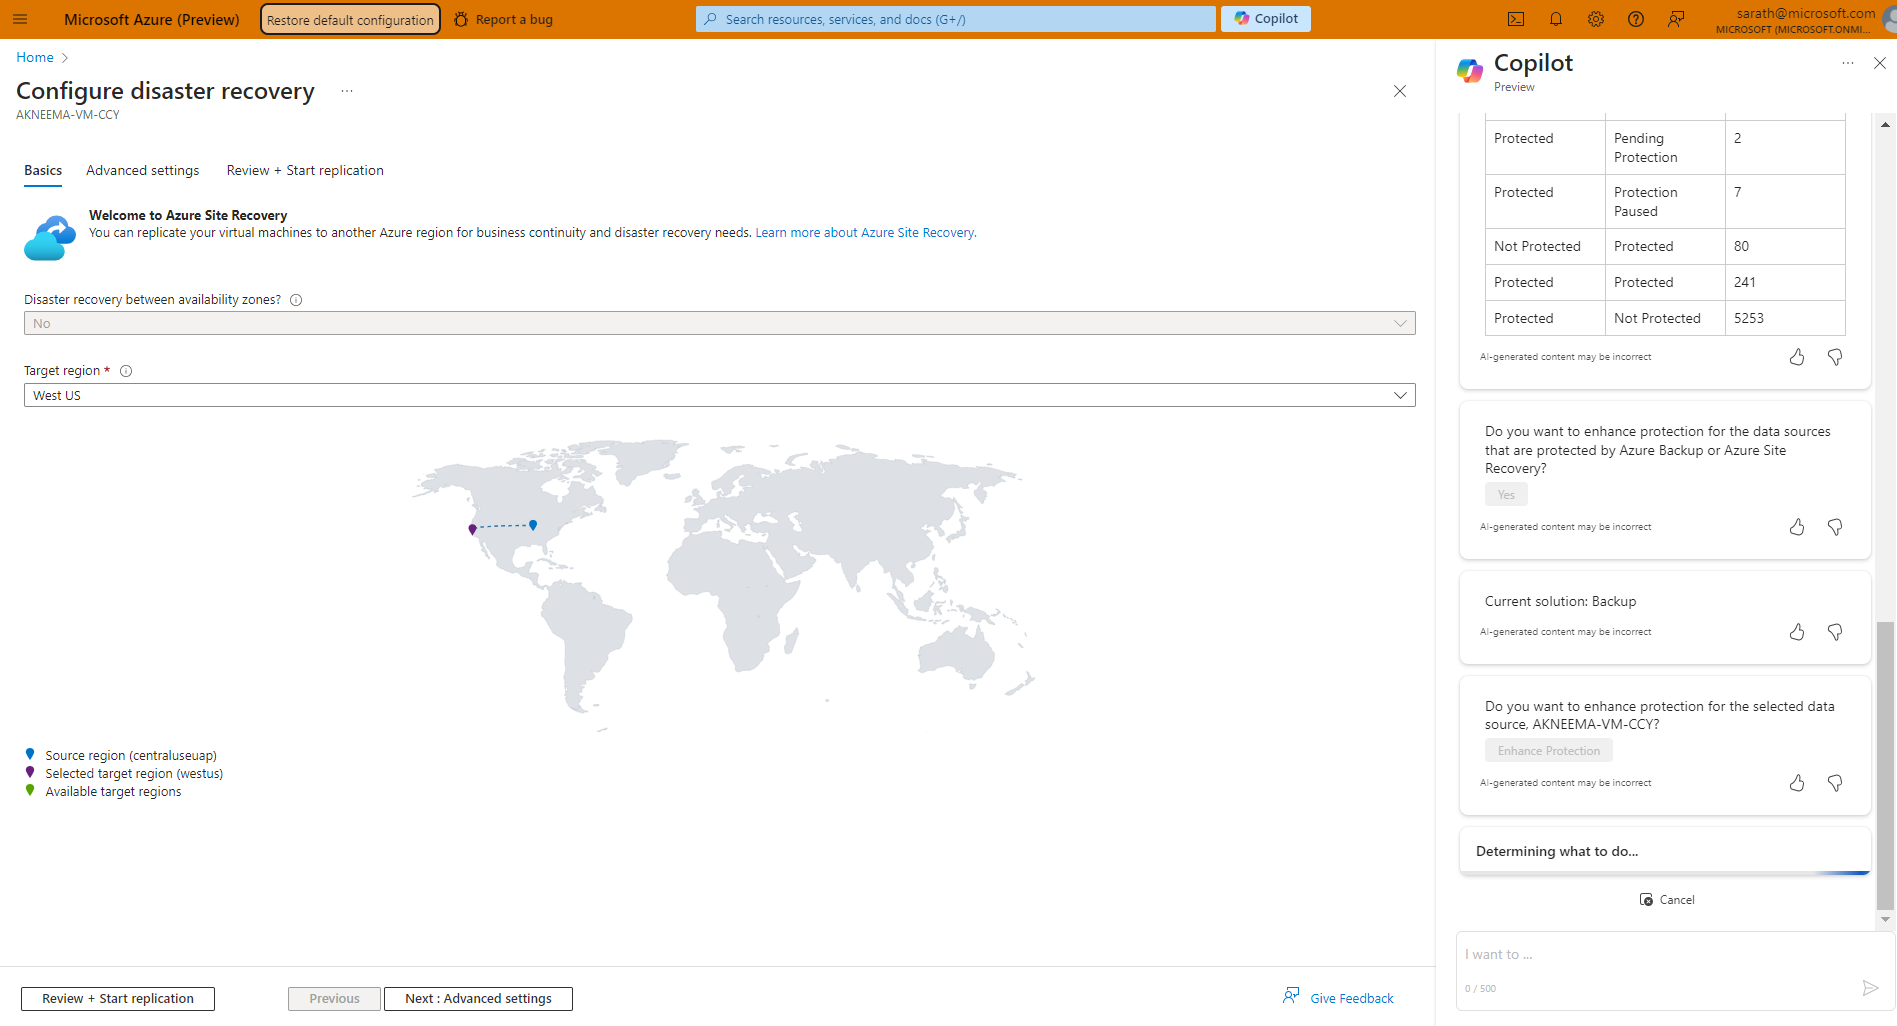 Microsoft Azure (Preview)
Restore default configuration
Report a bug
Search resources, services, and docs (G+/)
Copilot
sarath@microsoft.com
MICROSOFT (MICROSOFT.ONMI...
Home
Configure disaster recovery
...
AKNEEMA-VM-CCY
Basics
Advanced settings
Review + Start replication
Welcome to Azure Site Recovery
You can replicate your virtual machines to another Azure region for business continuity and disaster recovery needs. Learn more about Azure Site Recovery.
Disaster recovery between availability zones?
No
Target region *
West US
Source region (centraluseuap)
Selected target region (westus)
Available target regions
Review + Start replication
Previous
Next : Advanced settings
Give Feedback
Copilot
...
Preview
Protected
Pending
Protection
2
Protected
Protection
Paused
7
Not Protected
Protected
80
Protected
Protected
241
Protected
Not Protected
5253
AI-generated content may be incorrect
Do you want to enhance protection for the data sources
that are protected by Azure Backup or Azure Site
Recovery?
Yes
AI-generated content may be incorrect
Current solution: Backup
AI-generated content may be incorrect
Do you want to enhance protection for the selected data
source, AKNEEMA-VM-CCY?
Enhance Protection
AI-generated content may be incorrect
Determining what to do...
Cancel
I want to ...
0 / 500